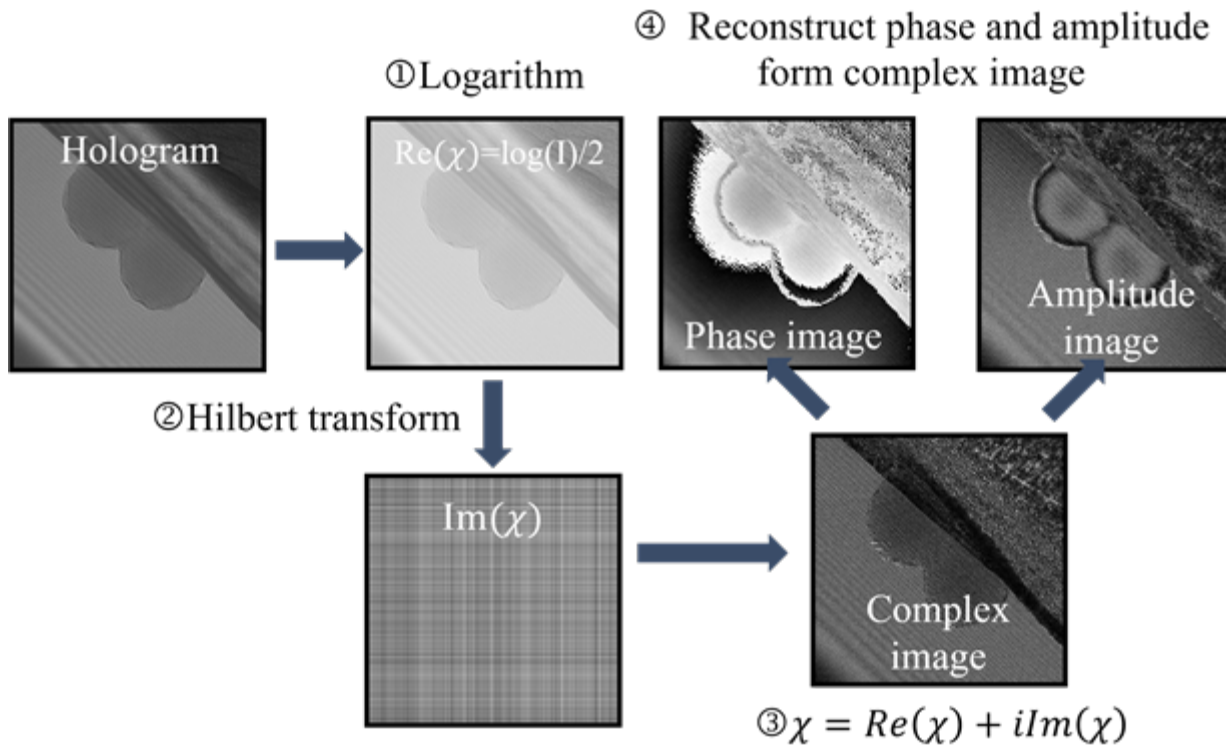 ④ Reconstruct phase and amplitude
form complex image
①Logarithm
Hologram
Re(χ)=log(I)/2
Phase image
Amplitude
image
②Hilbert transform
Im(χ)
Complex
image
③χ = Re(χ) + iIm(χ)